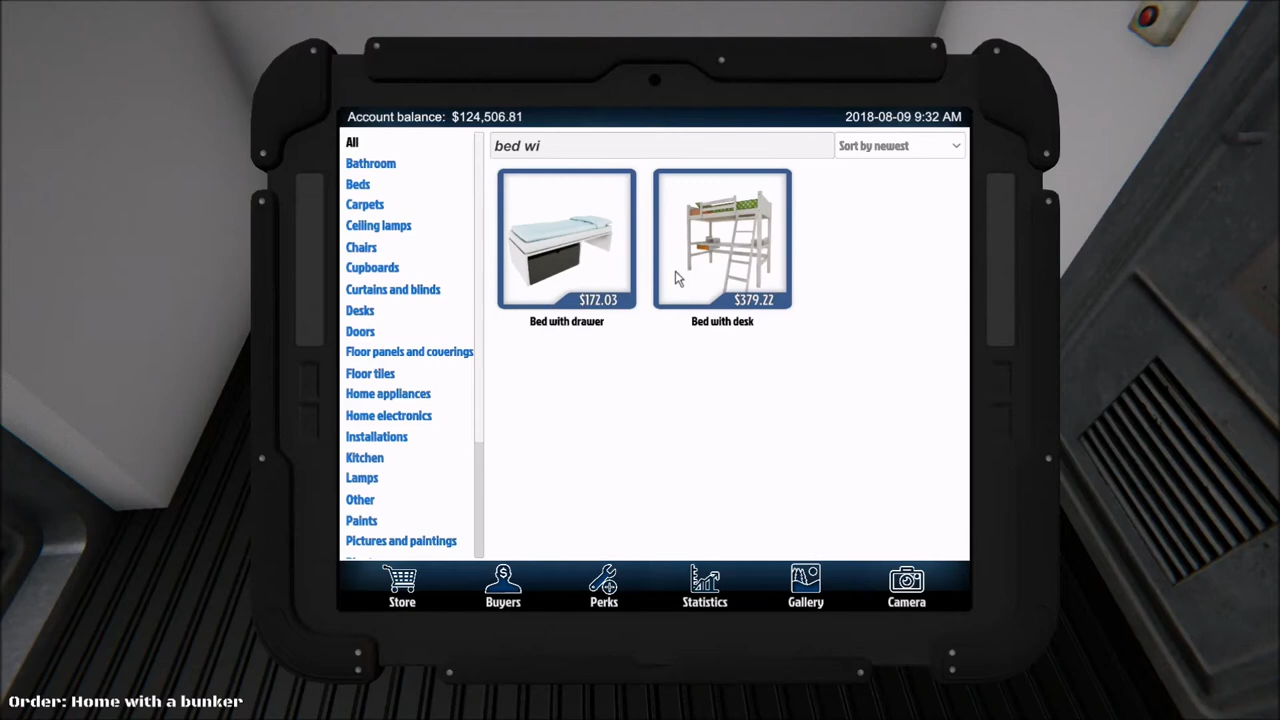 Account balance: $124,506.81
2018-08-09 9:32 AM
All
Bathroom
Beds
Carpets
Ceiling lamps
Chairs
Cupboards
Curtains and blinds
Desks
Doors
Floor panels and coverings
Floor tiles
Home appliances
Home electronics
Installations
Kitchen
Lamps
Other
Paints
Pictures and paintings
bed wi
Sort by newest
$172.03
Bed with drawer
$379.22
Bed with desk
Store
Buyers
Perks
Statistics
Gallery
Camera
Order: Home with a bunker